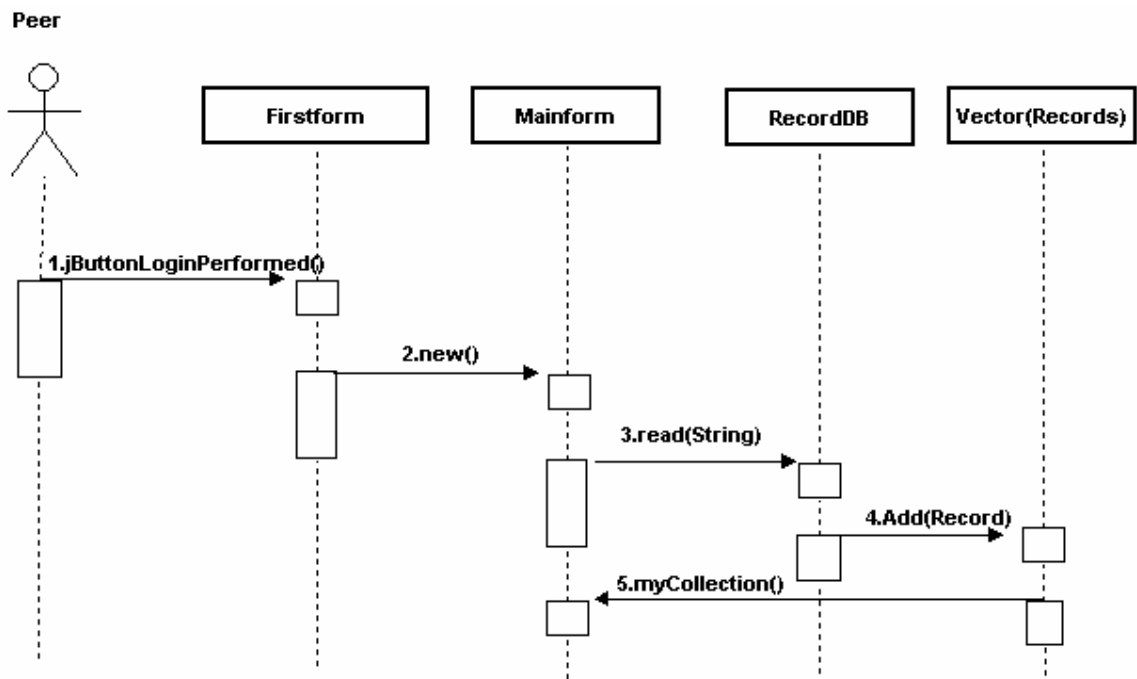 Peer
Firstform
Mainform
RecordDB
Vector(Records)
1.jButtonLoginPerformed()
2.new()
3.read(String)
4.Add(Record)
5.myCollection()